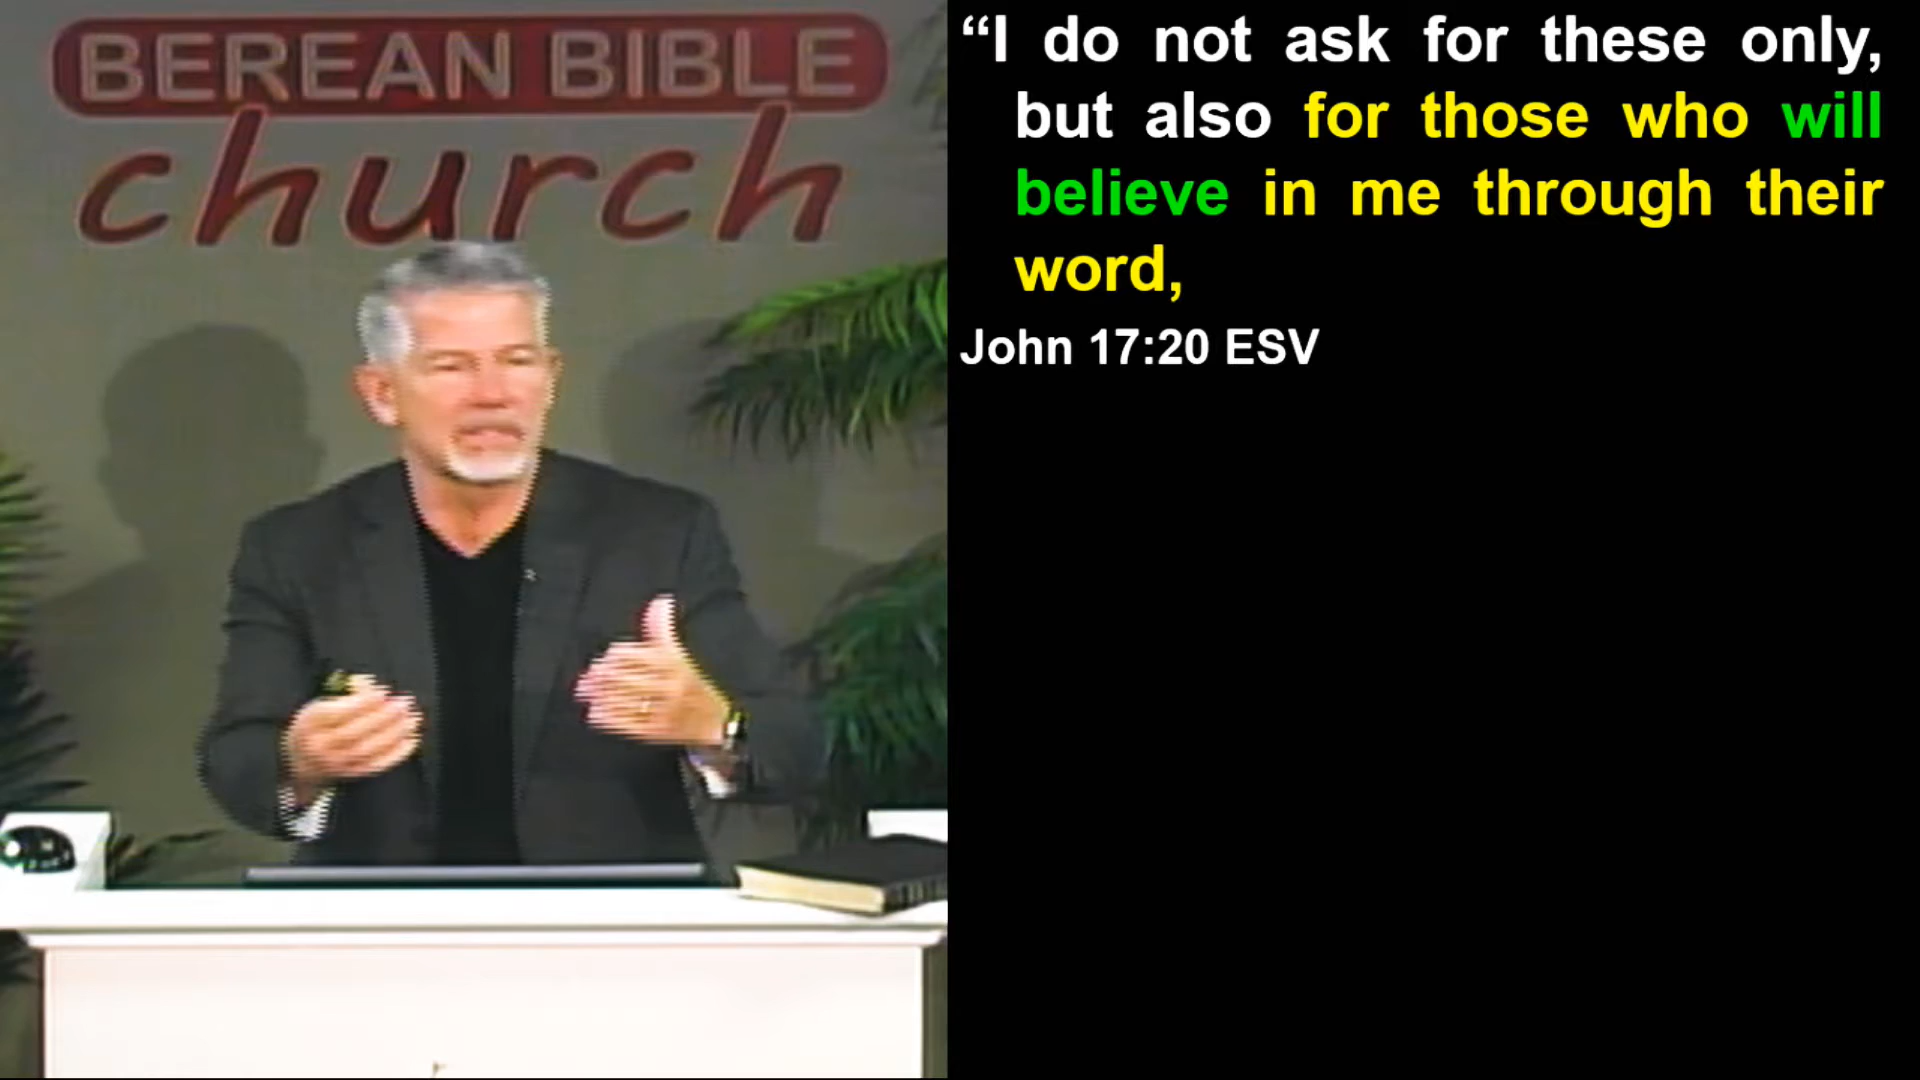 BEREAN BIBLE
church
“I do not ask for these only,
but also for those who will
believe in me through their
word,
John 17:20 ESV